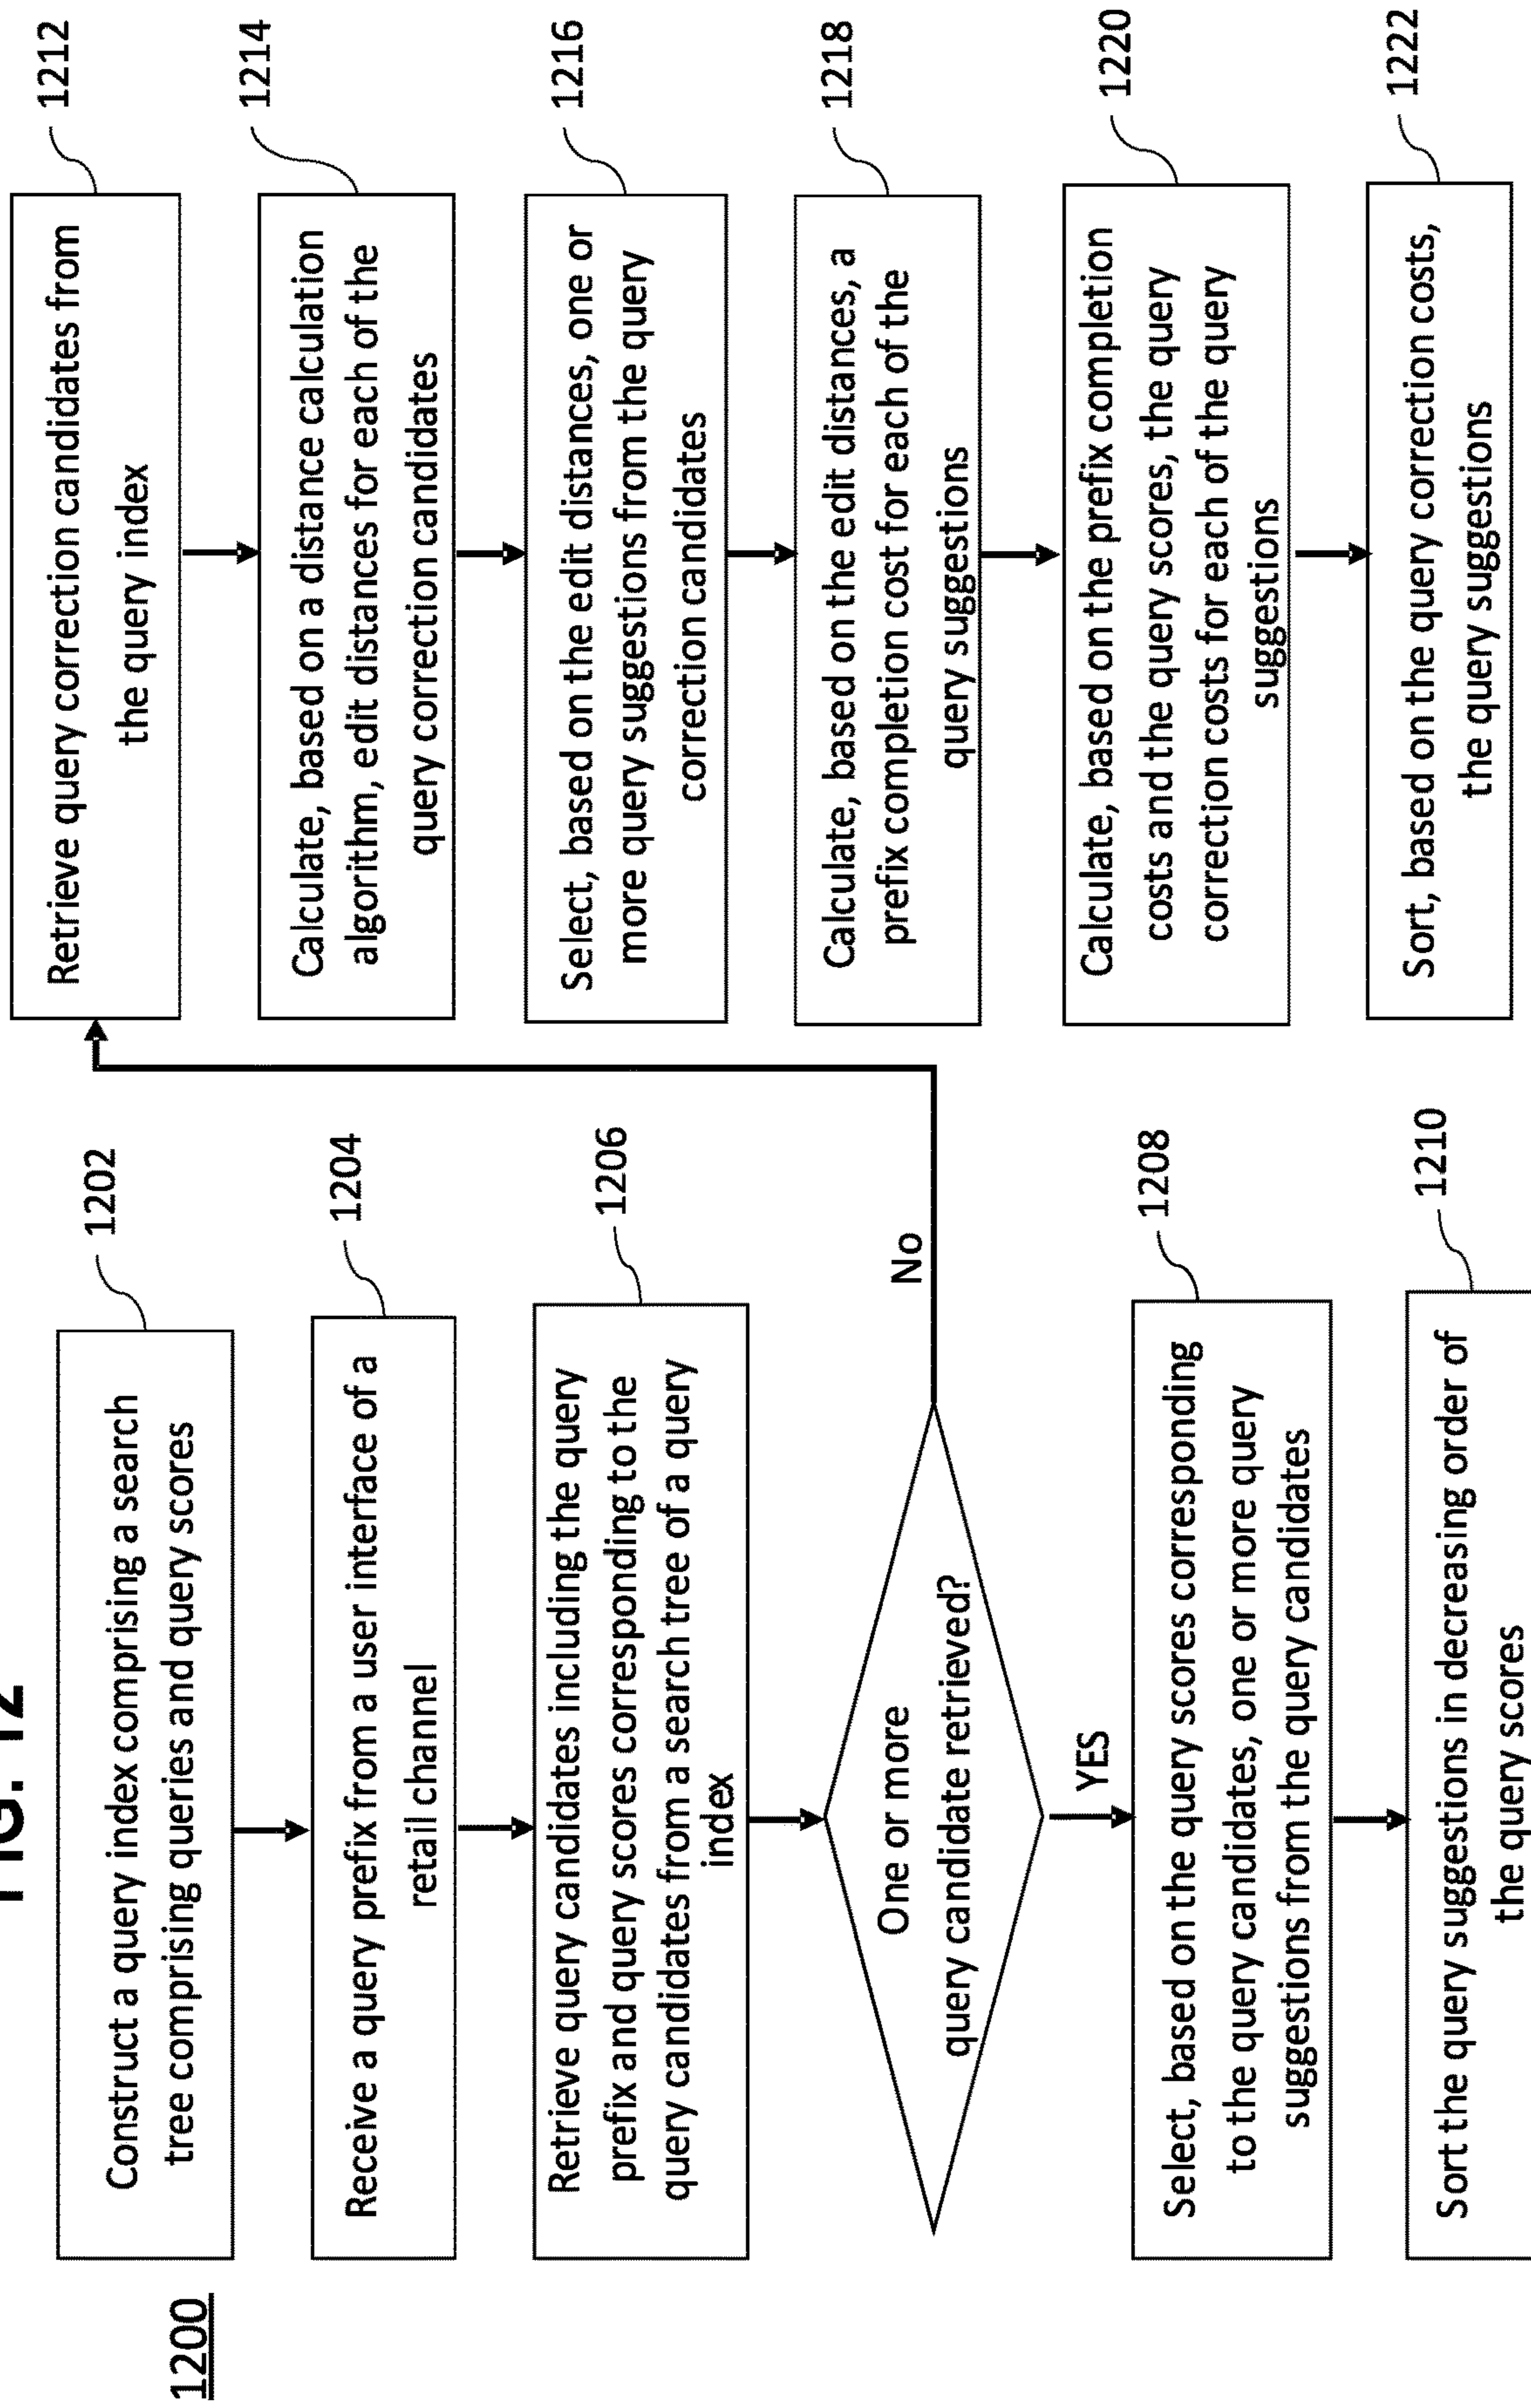 FIG. 12
1200
Construct a query index comprising a search
tree comprising queries and query scores
1202
Receive a query prefix from a user interface of a
retail channel
1204
Retrieve query candidates including the query
prefix and query scores corresponding to the
query candidates from a search tree of a query
index
1206
One or more
query candidate retrieved?
No
YES
Select, based on the query scores corresponding
to the query candidates, one or more query
suggestions from the query candidates
1208
Sort the query suggestions in decreasing order of
the query scores
1210
Retrieve query correction candidates from
the query index
1212
Calculate, based on a distance calculation
algorithm, edit distances for each of the
query correction candidates
1214
Select, based on the edit distances, one or
more query suggestions from the query
correction candidates
1216
Calculate, based on the edit distances, a
prefix completion cost for each of the
query suggestions
1218
Calculate, based on the prefix completion
costs and the query scores, the query
correction costs for each of the query
suggestions
1220
Sort, based on the query correction costs,
the query suggestions
1222